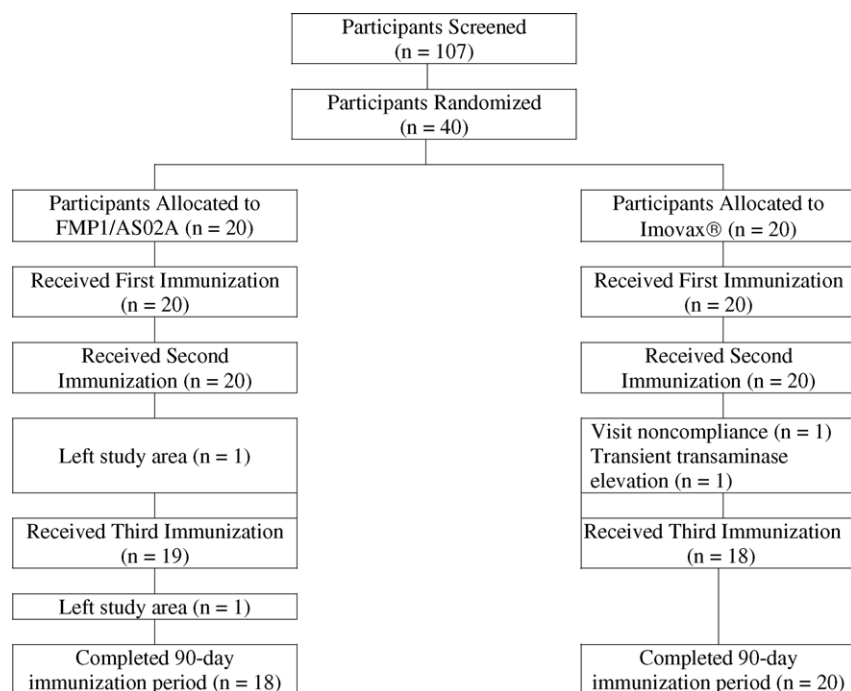 Participants Screened
(n = 107)
Participants Randomized
(n = 40)
Participants Allocated to
FMP1/AS02A (n = 20)
Received First Immunization
(n = 20)
Received Second
Immunization (n = 20)
Left study area (n = 1)
Received Third Immunization
(n = 19)
Left study area (n = 1)
Completed 90-day
immunization period (n = 18)
Participants Allocated to
Imovax® (n = 20)
Received First Immunization
(n = 20)
Received Second
Immunization (n = 20)
Visit noncompliance (n = 1)
Transient transaminase
elevation (n = 1)
Received Third Immunization
(n = 18)
Completed 90-day
immunization period (n = 20)